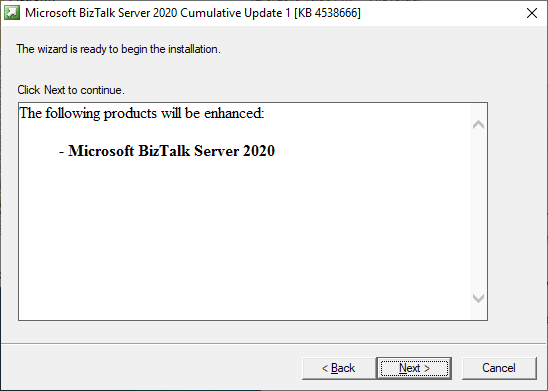 Microsoft BizTalk Server 2020 Cumulative Update 1 [KB 4538666]
The wizard is ready to begin the installation.
Click Next to continue.
The following products will be enhanced:
- Microsoft BizTalk Server 2020
< Back
Next >
Cancel